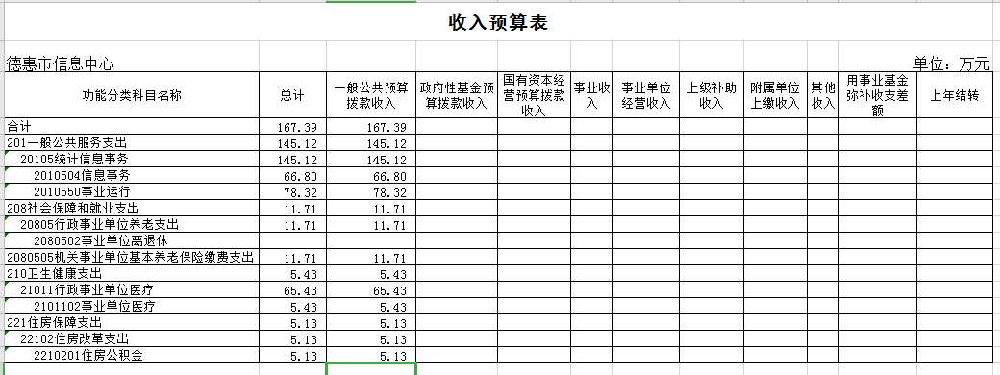 收入预算表
德惠市信息中心 单位：万元
功能分类科目名称 总计 一般公共预算拨款收入 政府性基金预算拨款收入 国有资本经营预算拨款收入 事业收入 事业单位经营收入 上级补助收入 附属单位上缴收入 其他收入 用事业基金弥补收支差额 上年结转
合计 167.39 167.39
201一般公共服务支出 145.12 145.12
20105统计信息事务 145.12 145.12
2010504信息事务 66.80 66.80
2010550事业运行 78.32 78.32
208社会保障和就业支出 11.71 11.71
20805行政事业单位养老支出 11.71 11.71
2080502事业单位离退休
2080505机关事业单位基本养老保险缴费支出 11.71 11.71
210卫生健康支出 5.43 5.43
21011行政事业单位医疗 65.43 65.43
2101102事业单位医疗 5.43 5.43
221住房保障支出 5.13 5.13
22102住房改革支出 5.13 5.13
2210201住房公积金 5.13 5.13